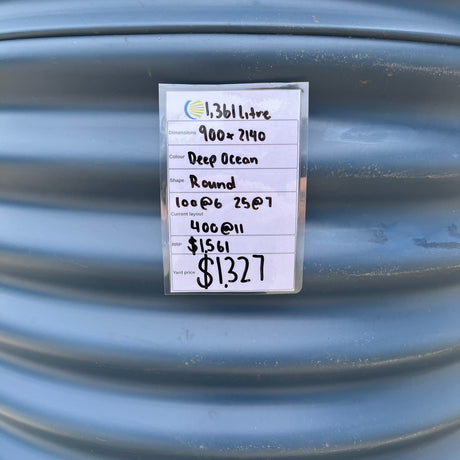 1,361 Litre
Dimensions 900 x 2140
Colour Deep Ocean
Shape Round
100@6 25@7
Current layout
400@11
RRP $1,561
Yard price $1,327